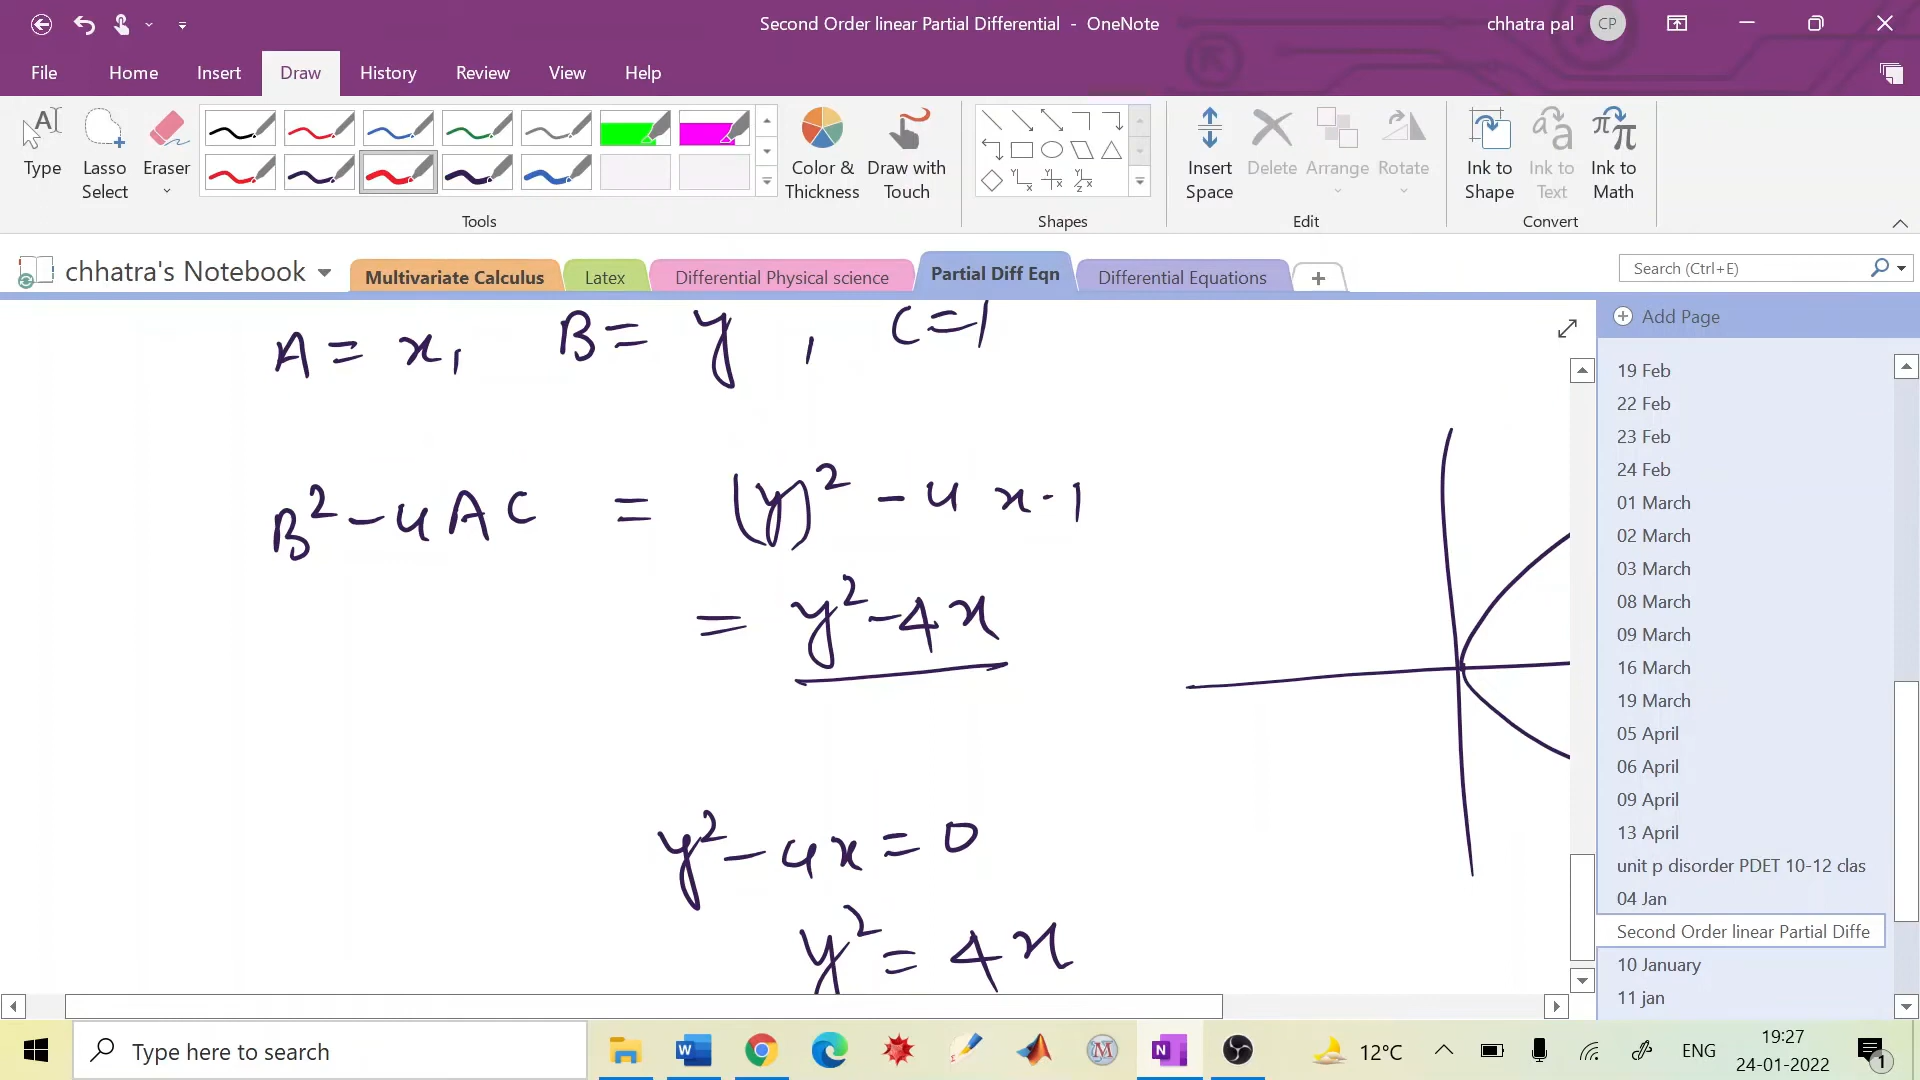 Second Order linear Partial Differential - OneNote
chhatra pal
CP
File
Home
Insert
Draw
History
Review
View
Help
Type
Lasso Select
Eraser
Color & Thickness
Draw with Touch
Insert Space
Delete
Arrange
Rotate
Ink to Shape
Ink to Text
Ink to Math
Tools
Shapes
Edit
Convert
chhatra's Notebook
Multivariate Calculus
Latex
Differential Physical science
Partial Diff Eqn
Differential Equations
Search (Ctrl+E)
A = x, B = y , C = 1
B² - 4AC = (y)² - 4 x · 1
= y² - 4x
y² - 4x = 0
y² = 4x
Add Page
19 Feb
22 Feb
23 Feb
24 Feb
01 March
02 March
03 March
08 March
09 March
16 March
19 March
05 April
06 April
09 April
13 April
unit p disorder PDET 10-12 clas
04 Jan
Second Order linear Partial Diffe
10 January
11 jan
Type here to search
12°C
ENG
19:27
24-01-2022
1